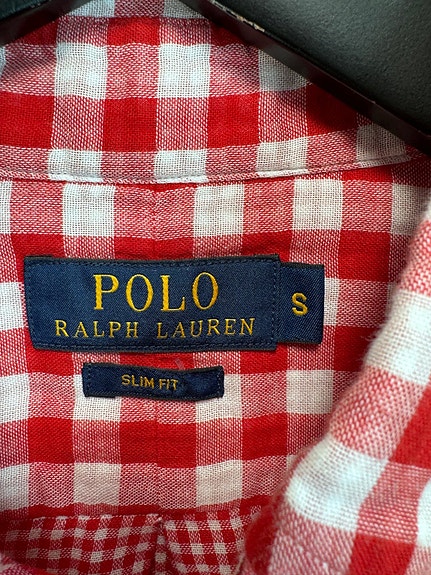 POLO
RALPH LAUREN
S
SLIM FIT